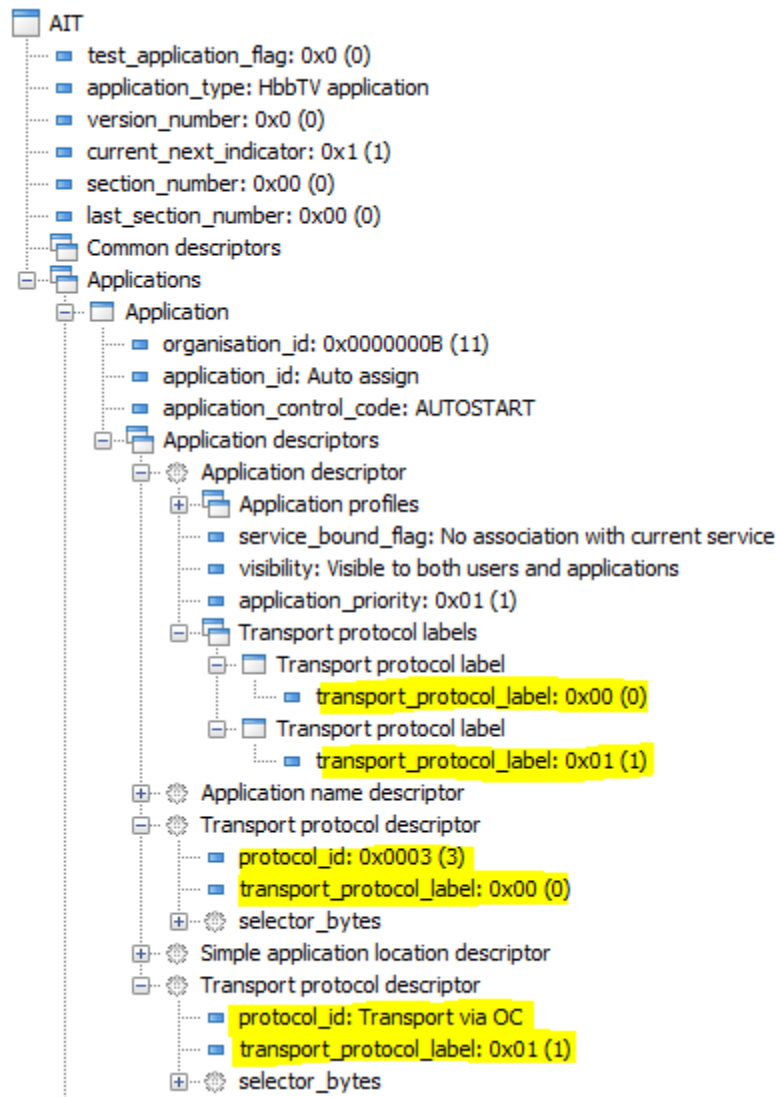 AIT
test_application_flag: 0x0 (0)
application_type: HbbTV application
version_number: 0x0 (0)
current_next_indicator: 0x1 (1)
section_number: 0x00 (0)
last_section_number: 0x00 (0)
Common descriptors
Applications
Application
organisation_id: 0x0000000B (11)
application_id: Auto assign
application_control_code: AUTOSTART
Application descriptors
Application descriptor
Application profiles
service_bound_flag: No association with current service
visibility: Visible to both users and applications
application_priority: 0x01 (1)
Transport protocol labels
Transport protocol label
transport_protocol_label: 0x00 (0)
Transport protocol label
transport_protocol_label: 0x01 (1)
Application name descriptor
Transport protocol descriptor
protocol_id: 0x0003 (3)
transport_protocol_label: 0x00 (0)
selector_bytes
Simple application location descriptor
Transport protocol descriptor
protocol_id: Transport via OC
transport_protocol_label: 0x01 (1)
selector_bytes